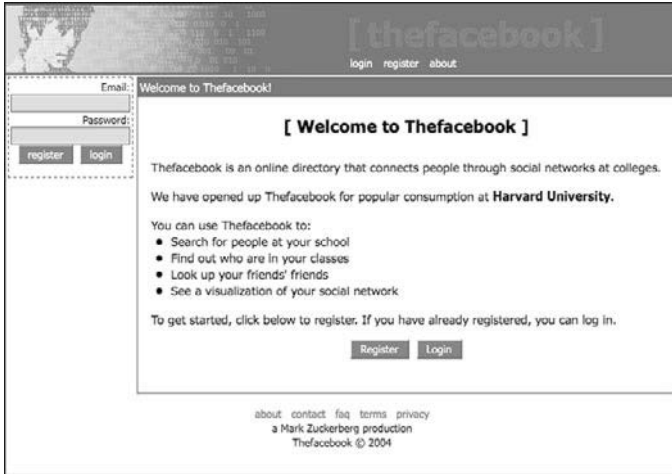 [ thefacebook ]
login register about
Email:
Password:
register login
Welcome to Thefacebook!
[ Welcome to Thefacebook ]
Thefacebook is an online directory that connects people through social networks at colleges.
We have opened up Thefacebook for popular consumption at Harvard University.
You can use Thefacebook to:
• Search for people at your school
• Find out who are in your classes
• Look up your friends' friends
• See a visualization of your social network
To get started, click below to register. If you have already registered, you can log in.
Register Login
about contact faq terms privacy
a Mark Zuckerberg production
Thefacebook © 2004